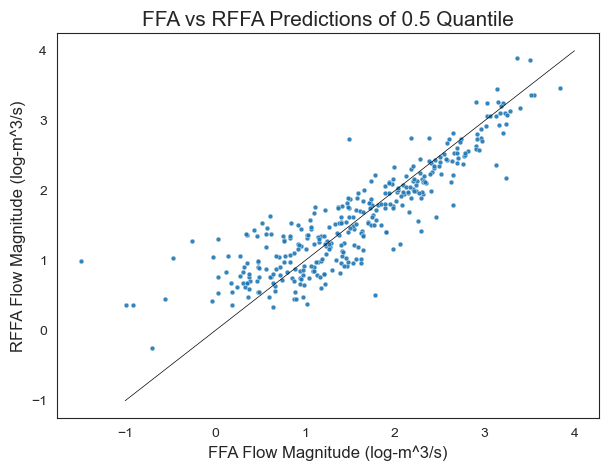 FFA vs RFFA Predictions of 0.5 Quantile
4
3
2
1
0
−1
RFFA Flow Magnitude (log-m^3/s)
−1 0 1 2 3 4
FFA Flow Magnitude (log-m^3/s)